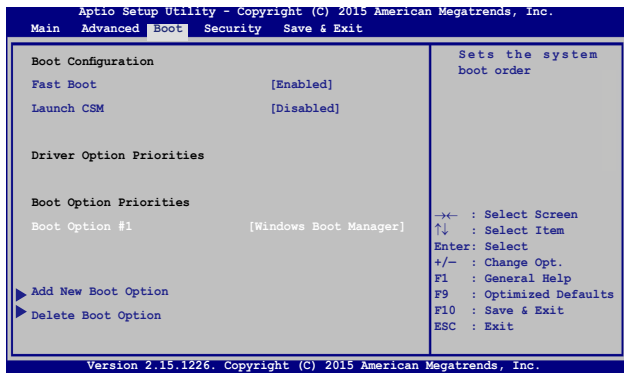 Aptio Setup Utility - Copyright (C) 2015 American Megatrends, Inc.
Main Advanced Boot Security Save & Exit
Boot Configuration
Fast Boot [Enabled]
Launch CSM [Disabled]
Driver Option Priorities
Boot Option Priorities
Boot Option #1 [Windows Boot Manager]
Add New Boot Option
Delete Boot Option
Sets the system
boot order
→← : Select Screen
↑↓ : Select Item
Enter: Select
+/— : Change Opt.
F1 : General Help
F9 : Optimized Defaults
F10 : Save & Exit
ESC : Exit
Version 2.15.1226. Copyright (C) 2015 American Megatrends, Inc.